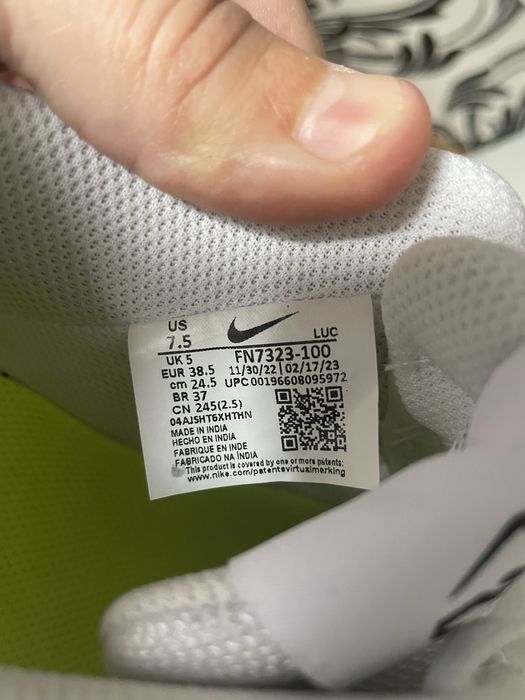 US
7.5
LUC
UK 5 FN7323-100
EUR 38.5 11/30/22 | 02/17/23
cm 24.5 UPC 00196608095972
BR 37
CN 245(2.5)
04AJSHT6XHTHN
MADE IN INDIA
HECHO EN INDIA
FABRIQUE EN INDE
FABRICADO NA ÍNDIA
This product is covered by one or more patents:
www.nike.com/patentsvirtualmarking